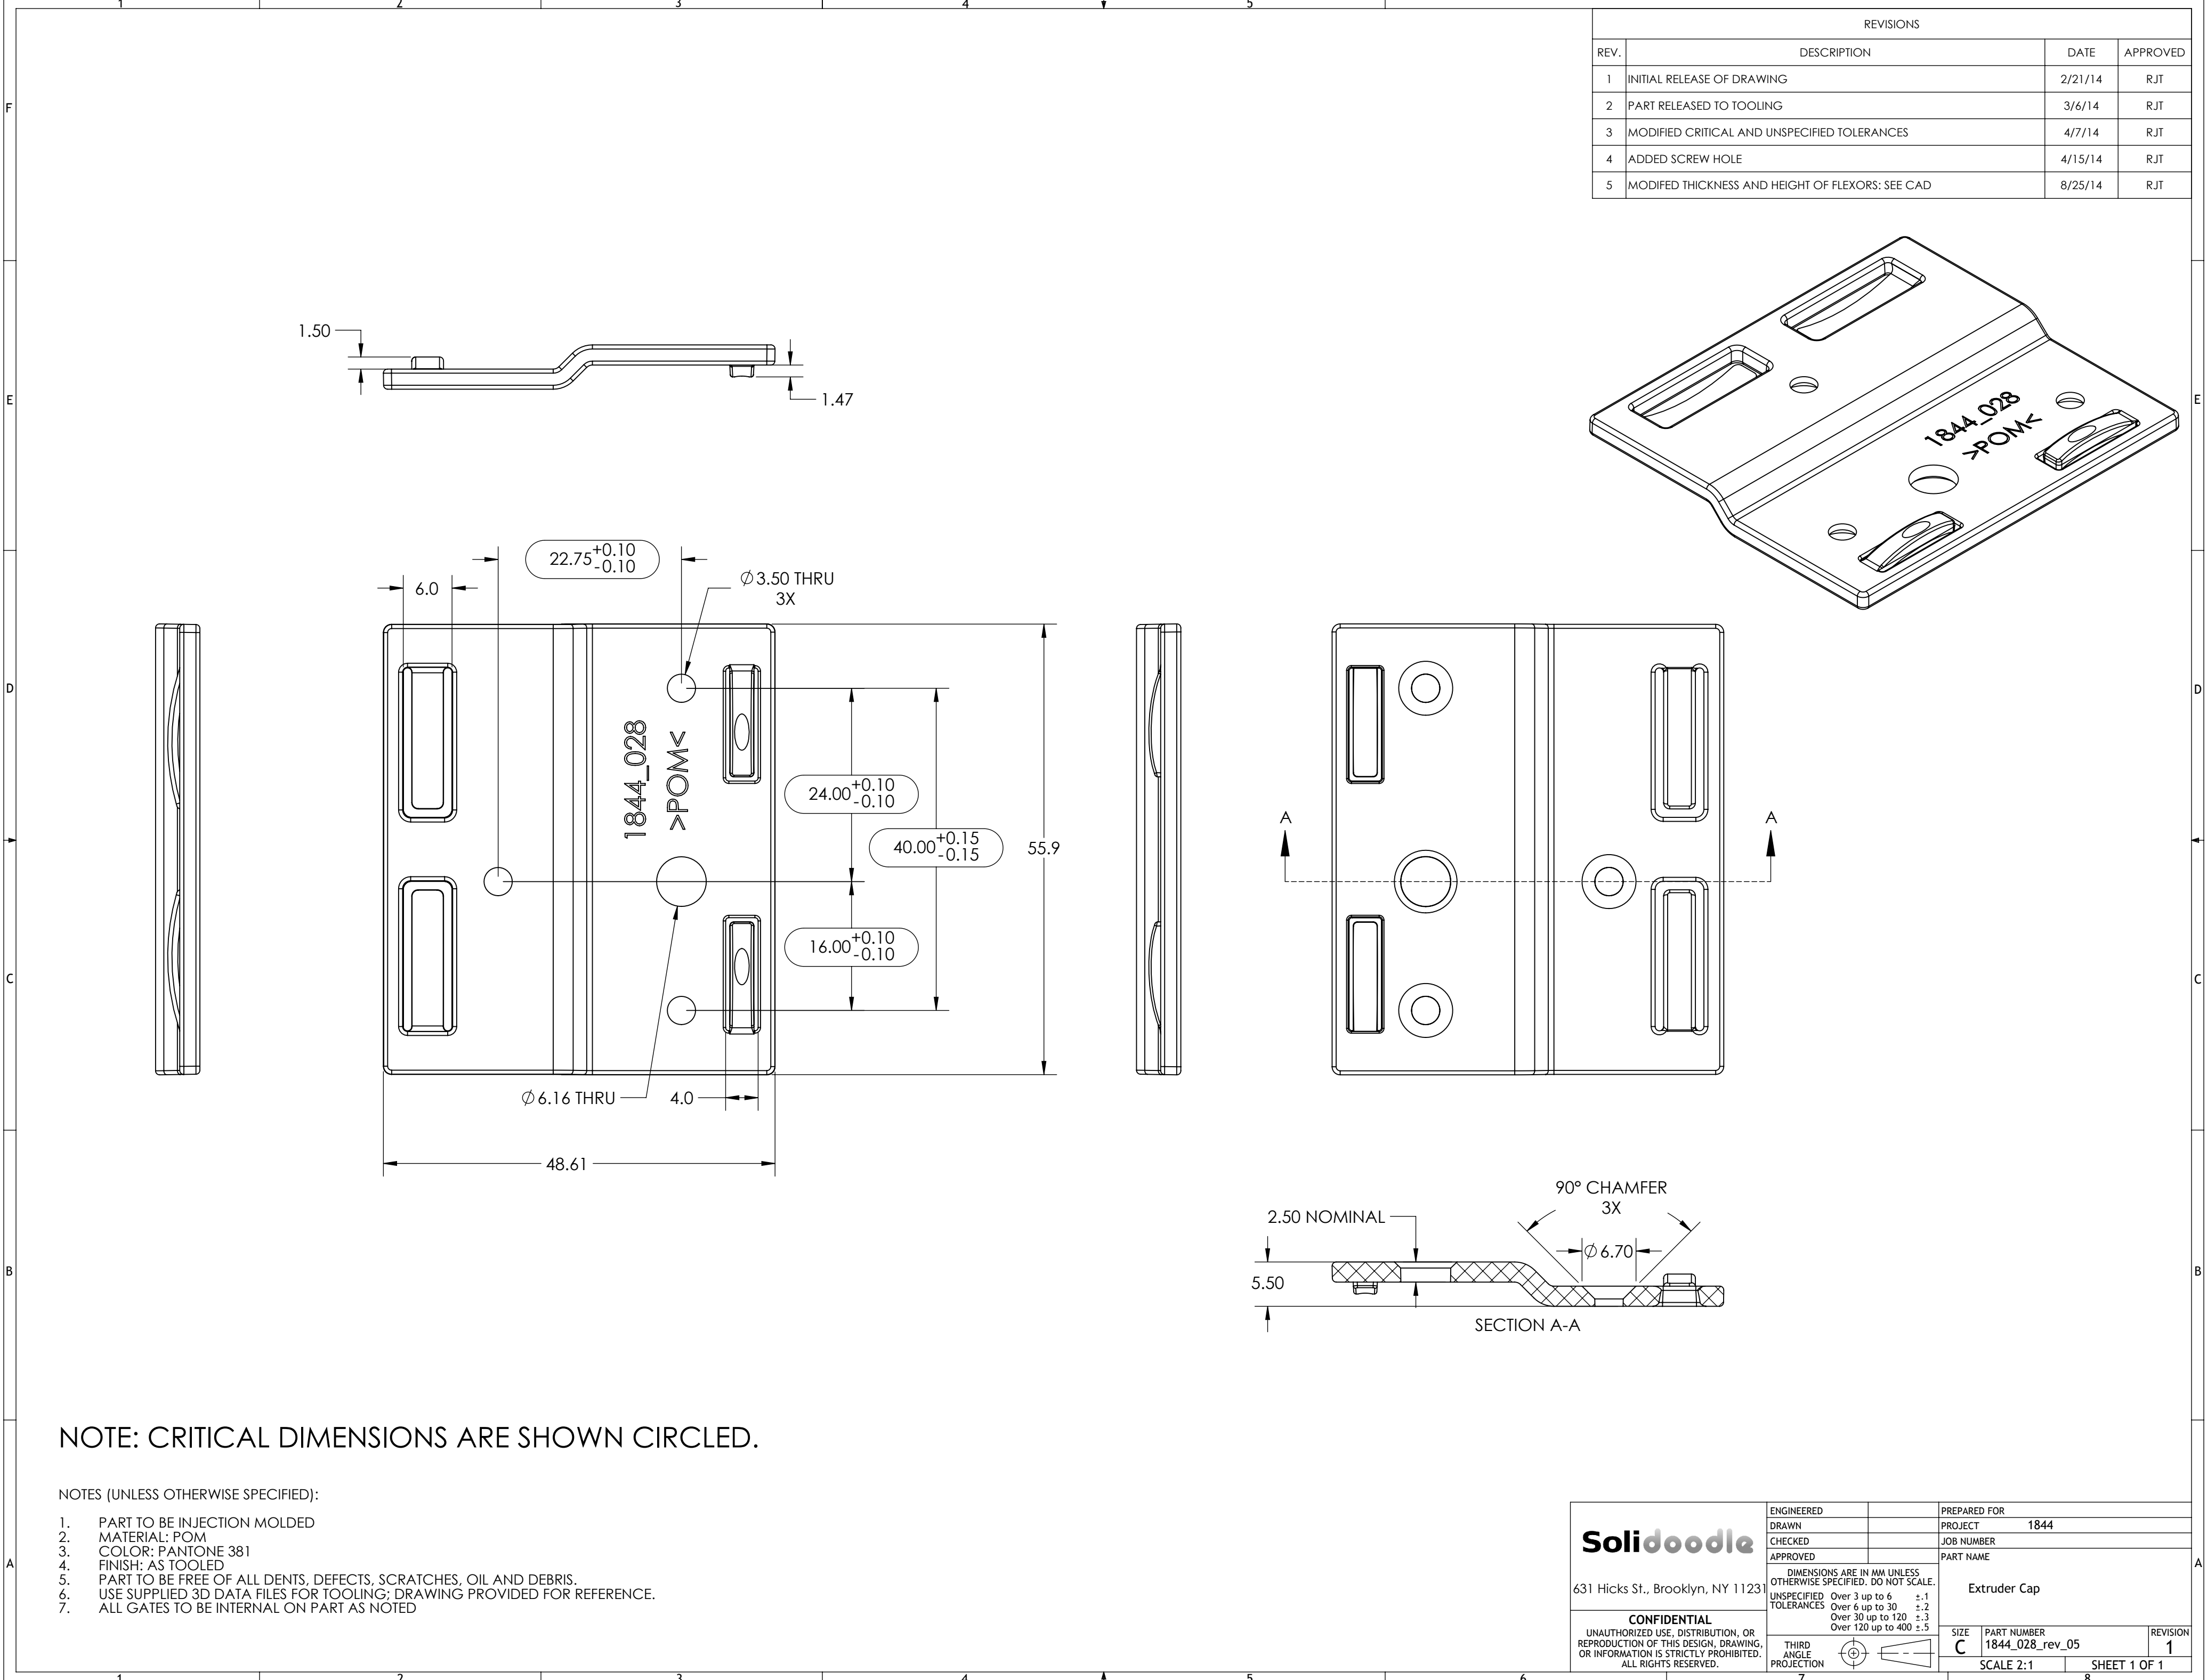 1 2 3 4 5
REVISIONS
REV. DESCRIPTION DATE APPROVED
1 INITIAL RELEASE OF DRAWING 2/21/14 RJT
2 PART RELEASED TO TOOLING 3/6/14 RJT
3 MODIFIED CRITICAL AND UNSPECIFIED TOLERANCES 4/7/14 RJT
4 ADDED SCREW HOLE 4/15/14 RJT
5 MODIFED THICKNESS AND HEIGHT OF FLEXORS: SEE CAD 8/25/14 RJT
F
E
E
D
D
C
C
B
B
A
A
1.50
1.47
1844_028
>POM<
22.75 +0.10 -0.10
6.0
Ø3.50 THRU
3X
1844_028
>POM<
24.00 +0.10 -0.10
40.00 +0.15 -0.15
55.9
16.00 +0.10 -0.10
Ø6.16 THRU
4.0
48.61
A A
90° CHAMFER
3X
2.50 NOMINAL
Ø6.70
5.50
SECTION A-A
NOTE: CRITICAL DIMENSIONS ARE SHOWN CIRCLED.
NOTES (UNLESS OTHERWISE SPECIFIED):
1. PART TO BE INJECTION MOLDED
2. MATERIAL: POM
3. COLOR: PANTONE 381
4. FINISH: AS TOOLED
5. PART TO BE FREE OF ALL DENTS, DEFECTS, SCRATCHES, OIL AND DEBRIS.
6. USE SUPPLIED 3D DATA FILES FOR TOOLING; DRAWING PROVIDED FOR REFERENCE.
7. ALL GATES TO BE INTERNAL ON PART AS NOTED
Solidoodle
631 Hicks St., Brooklyn, NY 11231
CONFIDENTIAL
UNAUTHORIZED USE, DISTRIBUTION, OR
REPRODUCTION OF THIS DESIGN, DRAWING,
OR INFORMATION IS STRICTLY PROHIBITED.
ALL RIGHTS RESERVED.
ENGINEERED
DRAWN
CHECKED
APPROVED
DIMENSIONS ARE IN MM UNLESS
OTHERWISE SPECIFIED. DO NOT SCALE.
UNSPECIFIED Over 3 up to 6 ±.1
TOLERANCES Over 6 up to 30 ±.2
Over 30 up to 120 ±.3
Over 120 up to 400 ±.5
THIRD
ANGLE
PROJECTION
PREPARED FOR
PROJECT 1844
JOB NUMBER
PART NAME
Extruder Cap
SIZE PART NUMBER REVISION
C 1844_028_rev_05 1
SCALE 2:1 SHEET 1 OF 1
1 2 3 4 5 6 7 8